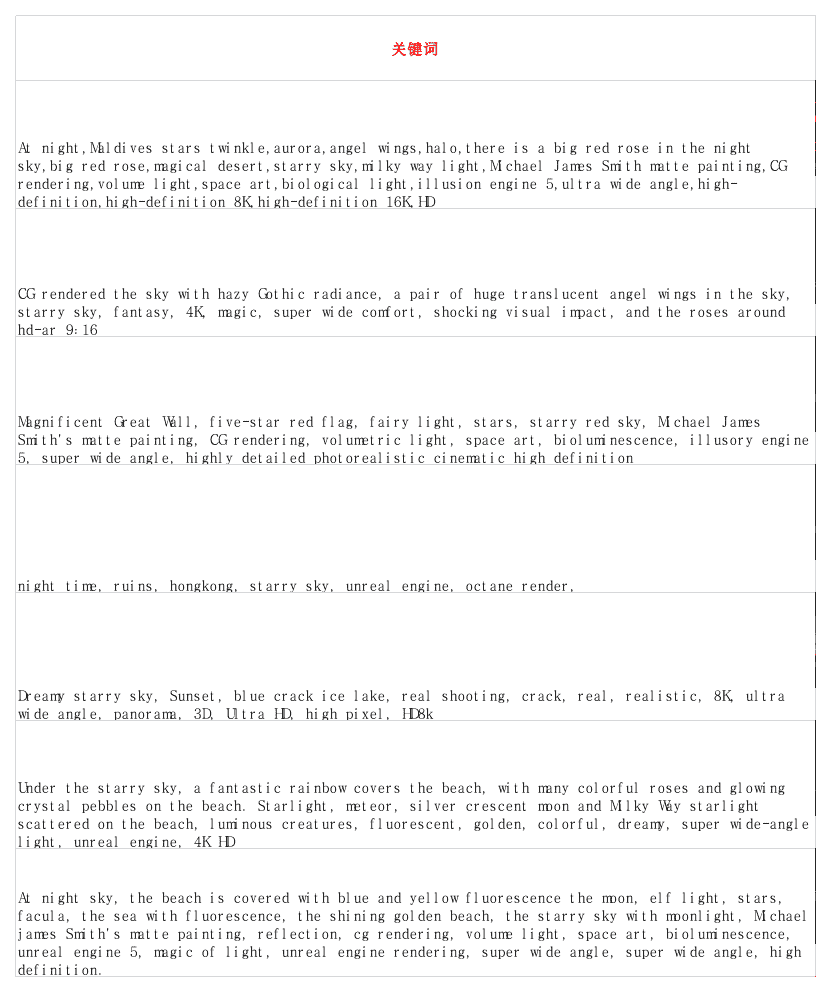 关键词
At night,Maldives stars twinkle,aurora,angel wings,halo,there is a big red rose in the night
sky,big red rose,magical desert,starry sky,milky way light,Michael James Smith matte painting,CG
rendering,volume light,space art,biological light,illusion engine 5,ultra wide angle,high-
definition,high-definition 8K,high-definition 16K,HD
CG rendered the sky with hazy Gothic radiance, a pair of huge translucent angel wings in the sky,
starry sky, fantasy, 4K, magic, super wide comfort, shocking visual impact, and the roses around
hd-ar 9:16
Magnificent Great Wall, five-star red flag, fairy light, stars, starry red sky, Michael James
Smith's matte painting, CG rendering, volumetric light, space art, bioluminescence, illusory engine
5, super wide angle, highly detailed photorealistic cinematic high definition
night time, ruins, hongkong, starry sky, unreal engine, octane render,
Dreamy starry sky, Sunset, blue crack ice lake, real shooting, crack, real, realistic, 8K, ultra
wide angle, panorama, 3D, Ultra HD, high pixel, HD8k
Under the starry sky, a fantastic rainbow covers the beach, with many colorful roses and glowing
crystal pebbles on the beach. Starlight, meteor, silver crescent moon and Milky Way starlight
scattered on the beach, luminous creatures, fluorescent, golden, colorful, dreamy, super wide-angle
light, unreal engine, 4K HD
At night sky, the beach is covered with blue and yellow fluorescence the moon, elf light, stars,
facula, the sea with fluorescence, the shining golden beach, the starry sky with moonlight, Michael
james Smith's matte painting, reflection, cg rendering, volume light, space art, bioluminescence,
unreal engine 5, magic of light, unreal engine rendering, super wide angle, super wide angle, high
definition.